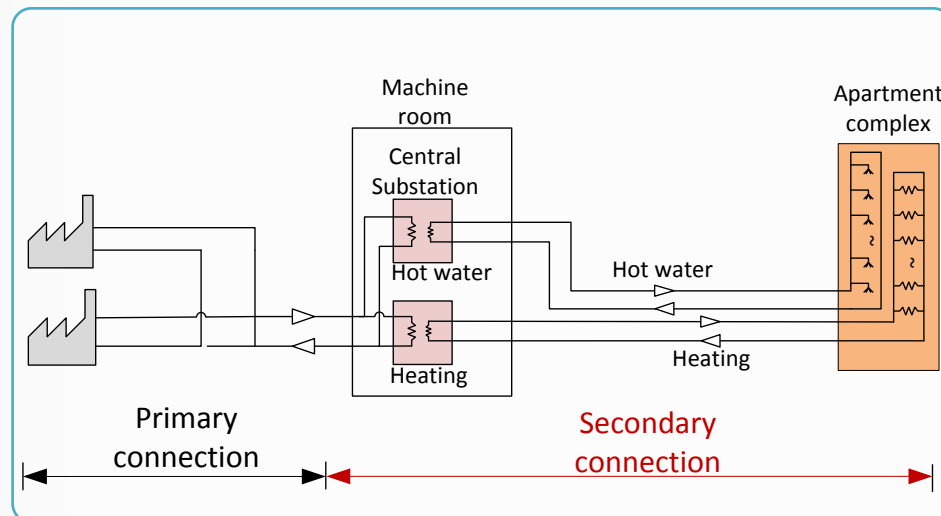 Machine
room
Apartment
complex
Central
Substation
Hot water
Hot water
Heating
Heating
Primary
connection
Secondary
connection